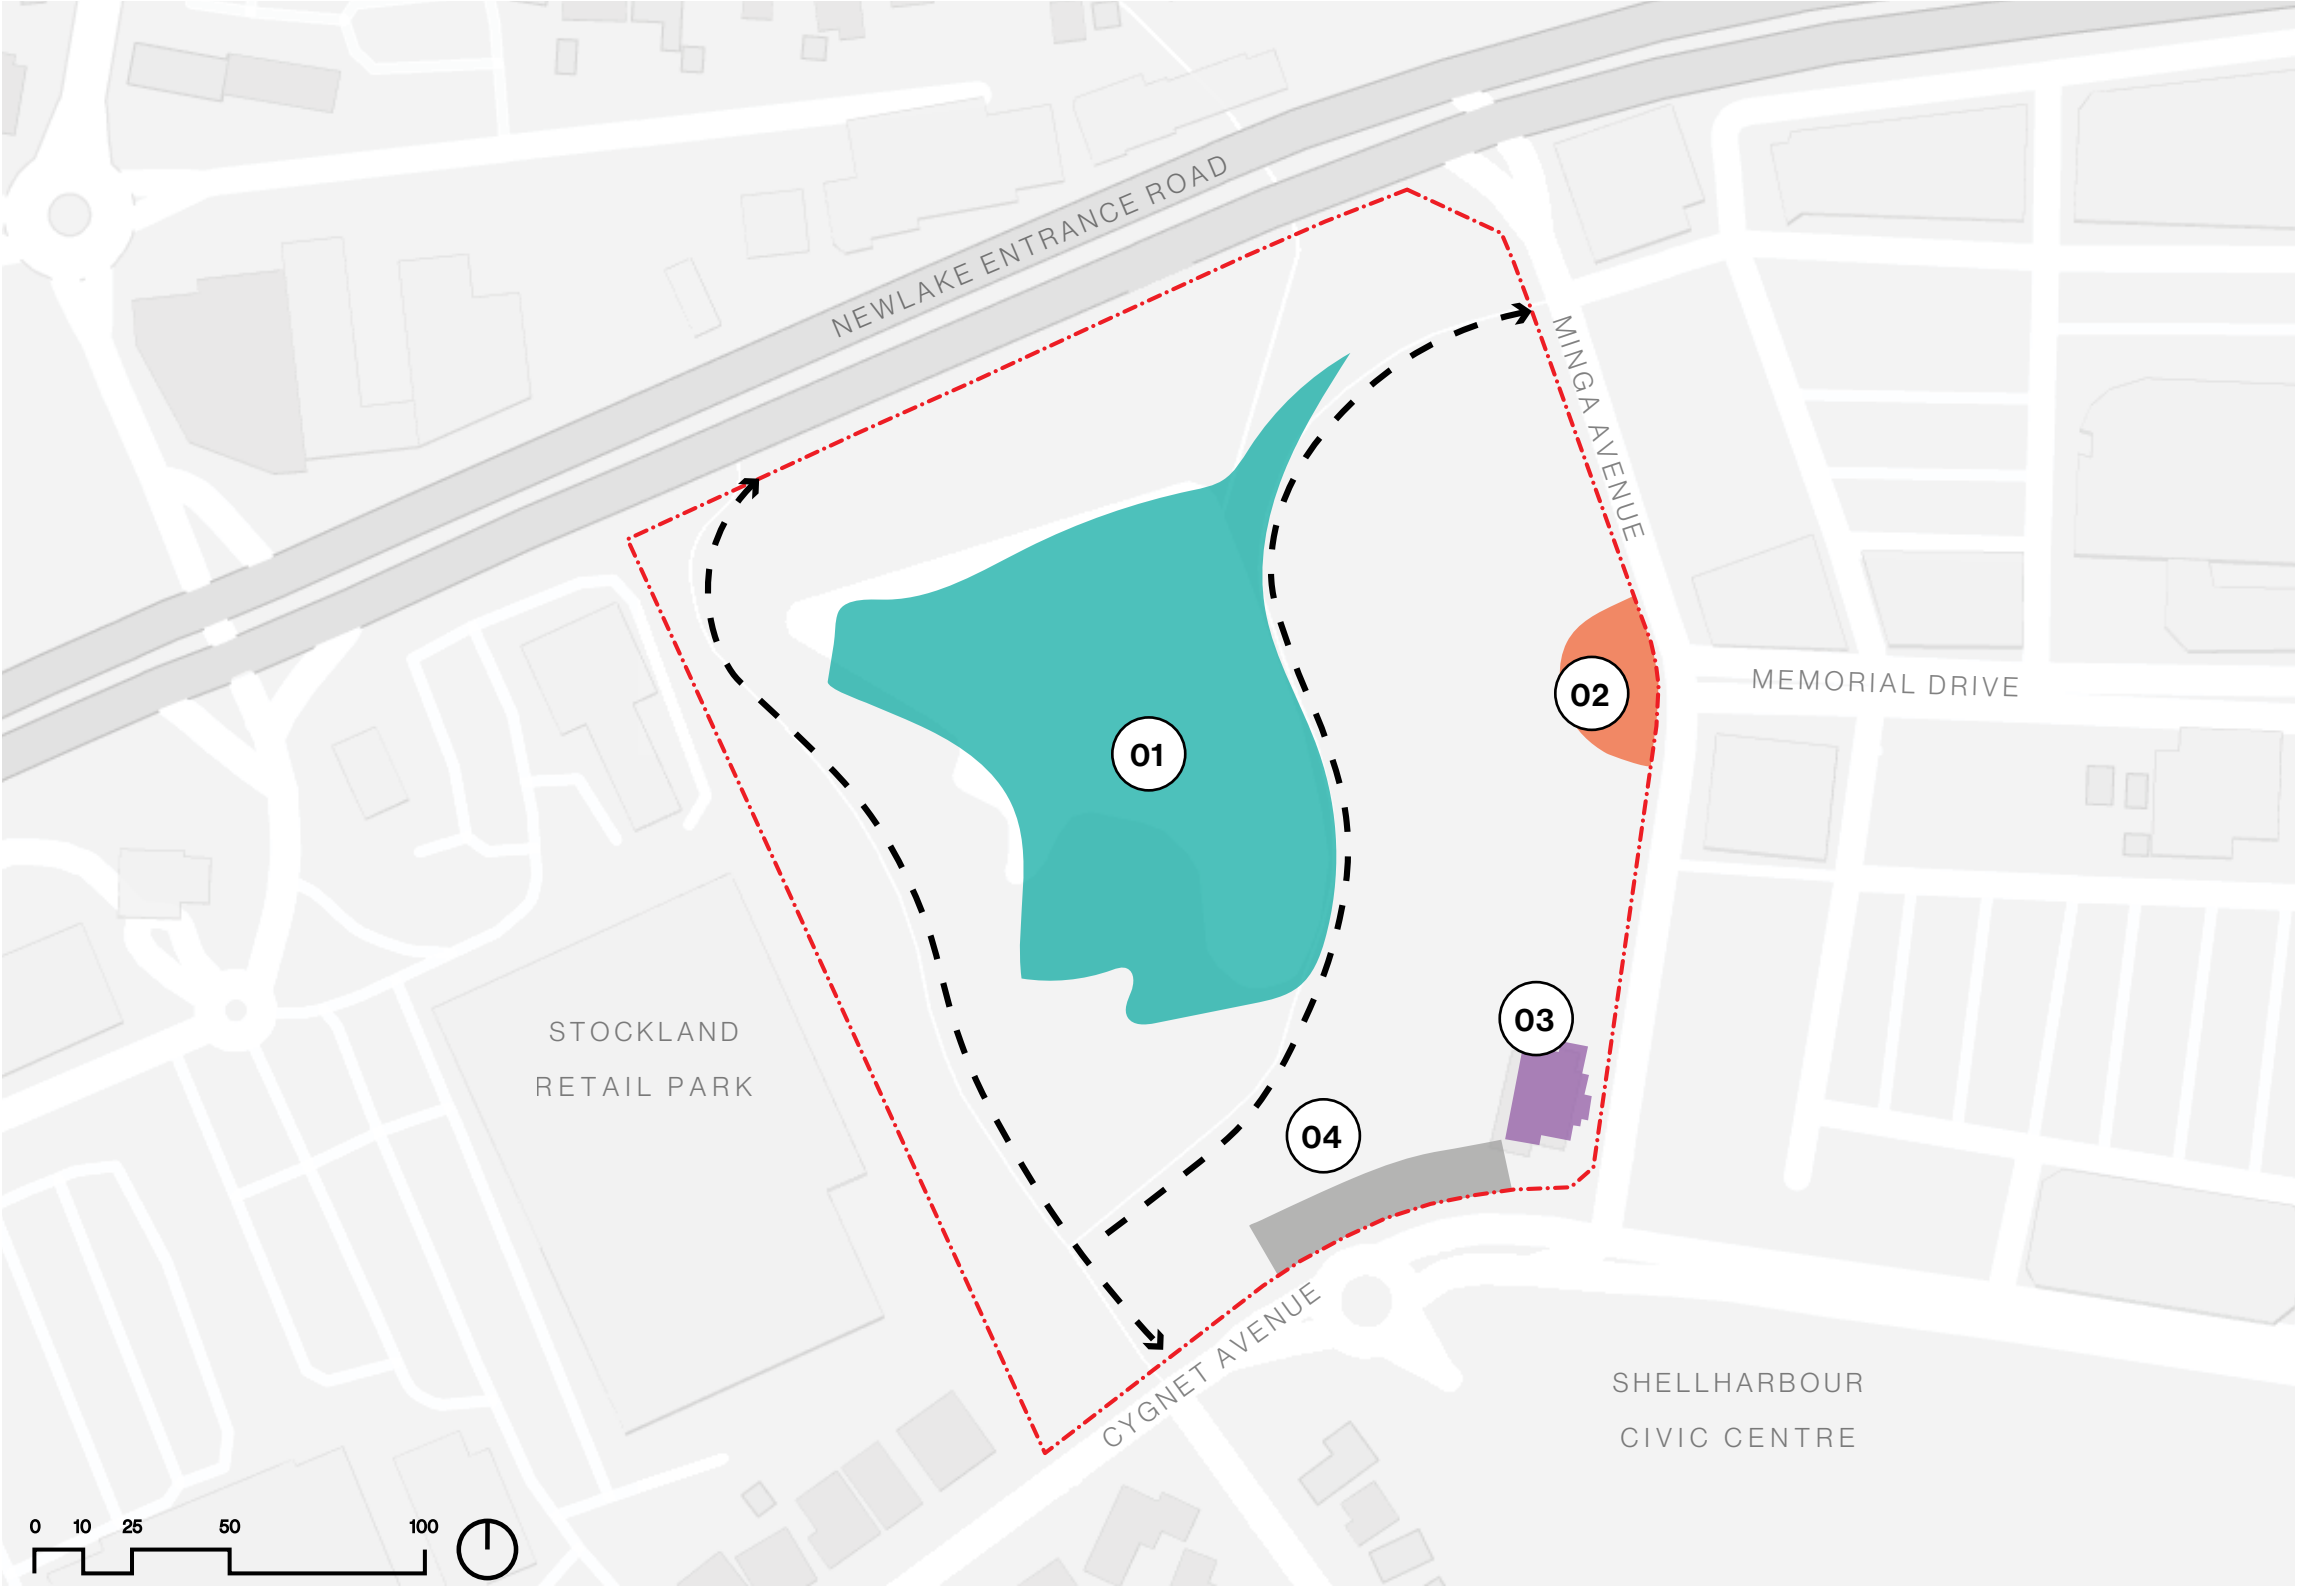 NEWLAKE ENTRANCE ROAD
MINGA AVENUE
MEMORIAL DRIVE
02
01
03
04
STOCKLAND
RETAIL PARK
CYGNET AVENUE
SHELLHARBOUR
CIVIC CENTRE
0 10 25 50 100